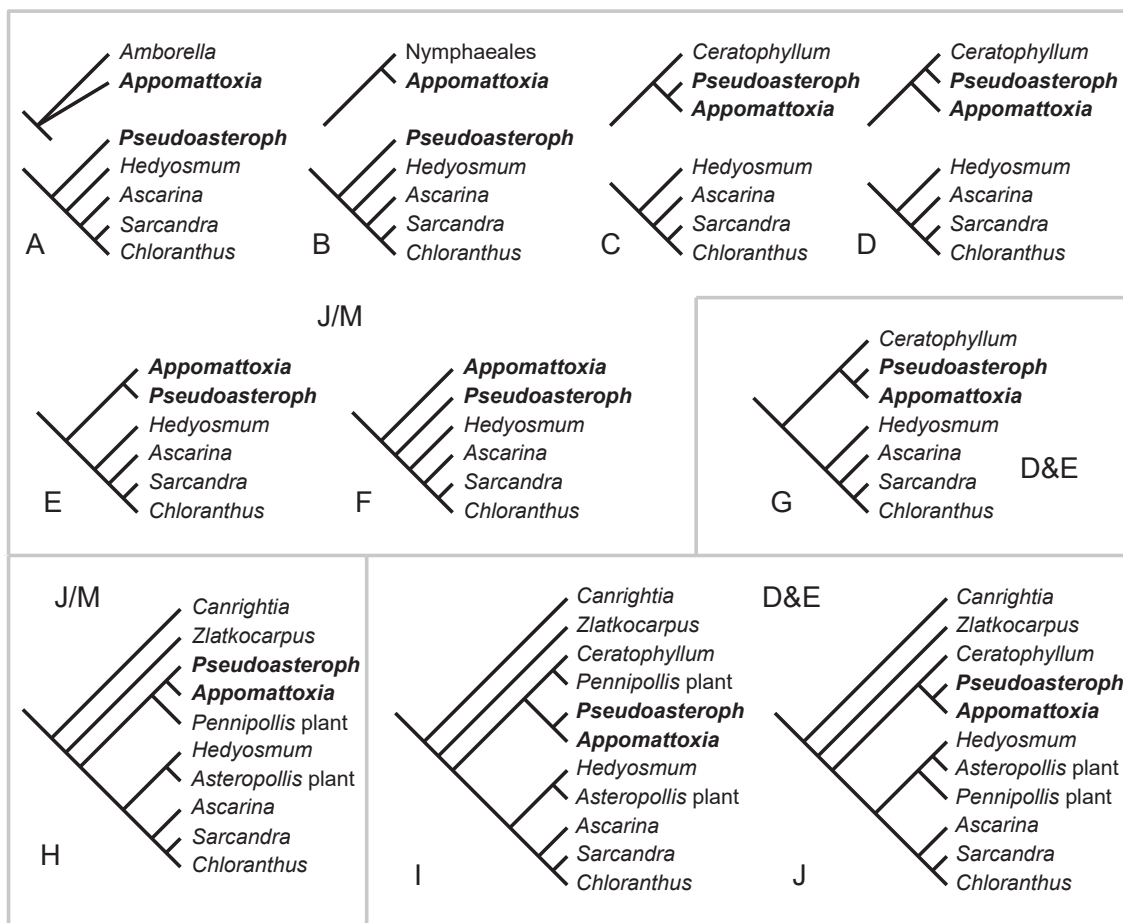 Amborella
Appomattoxia
Pseudoasteroph
Hedyosmum
Ascarina
Sarcandra
Chloranthus
A
Nymphaeales
Appomattoxia
Pseudoasteroph
Hedyosmum
Ascarina
Sarcandra
Chloranthus
B
Ceratophyllum
Pseudoasteroph
Appomattoxia
Hedyosmum
Ascarina
Sarcandra
Chloranthus
C
Ceratophyllum
Pseudoasteroph
Appomattoxia
Hedyosmum
Ascarina
Sarcandra
Chloranthus
D
J/M
Appomattoxia
Pseudoasteroph
Hedyosmum
Ascarina
Sarcandra
Chloranthus
E
Appomattoxia
Pseudoasteroph
Hedyosmum
Ascarina
Sarcandra
Chloranthus
F
Ceratophyllum
Pseudoasteroph
Appomattoxia
Hedyosmum
Ascarina
Sarcandra
Chloranthus
G
D&E
J/M
Canrightia
Zlatkocarpus
Pseudoasteroph
Appomattoxia
Pennipollis plant
Hedyosmum
Asteropollis plant
Ascarina
Sarcandra
Chloranthus
H
D&E
Canrightia
Zlatkocarpus
Ceratophyllum
Pennipollis plant
Pseudoasteroph
Appomattoxia
Hedyosmum
Asteropollis plant
Ascarina
Sarcandra
Chloranthus
I
Canrightia
Zlatkocarpus
Ceratophyllum
Pseudoasteroph
Appomattoxia
Hedyosmum
Asteropollis plant
Pennipollis plant
Ascarina
Sarcandra
Chloranthus
J